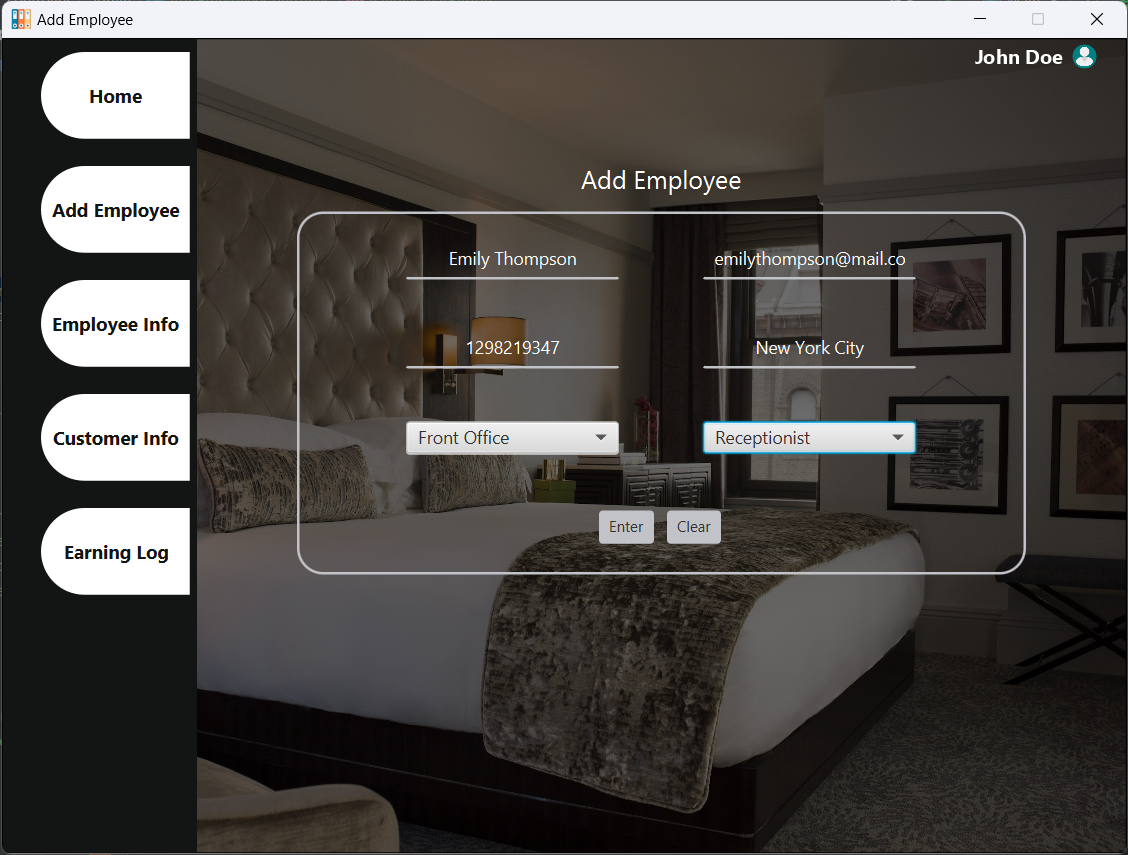 Add Employee
John Doe
Home
Add Employee
Employee Info
Customer Info
Earning Log
Add Employee
Emily Thompson
emilythompson@mail.co
1298219347
New York City
Front Office
Receptionist
Enter
Clear